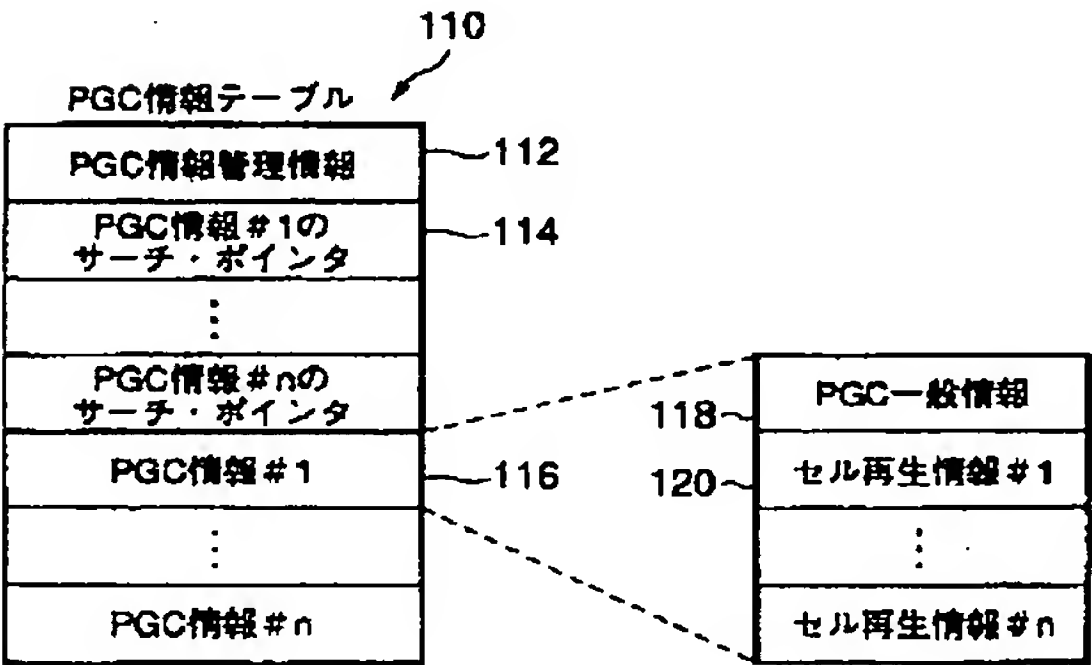 110
PGC情報テーブル
PGC情報管理情報
112
PGC情報#1の
サーチ・ポインタ
114
⋮
PGC情報#nの
サーチ・ポインタ
PGC情報#1
116
⋮
PGC情報#n
PGC一般情報
118
セル再生情報#1
120
⋮
セル再生情報#n